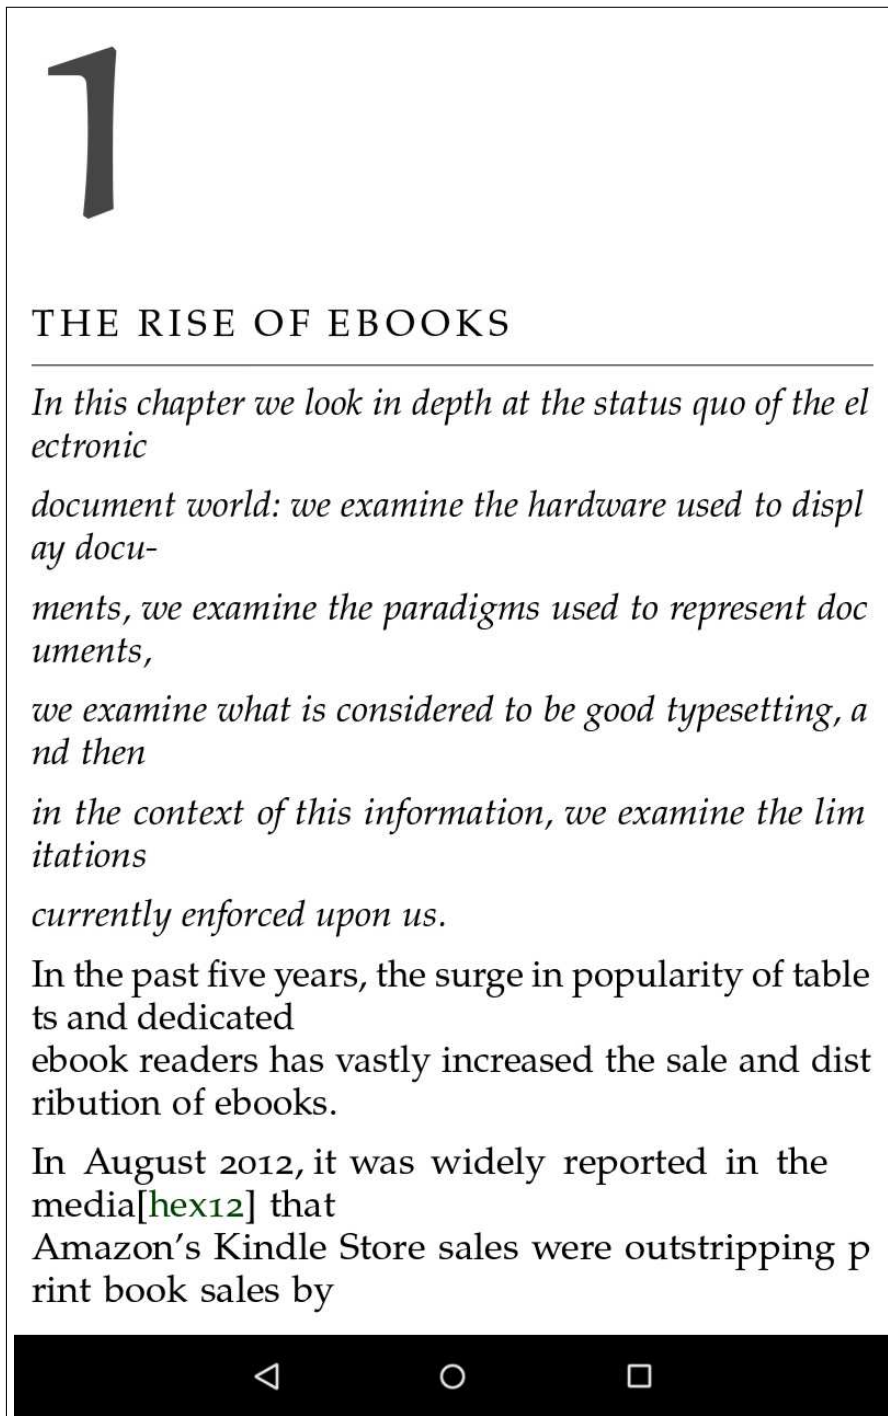 1
THE RISE OF EBOOKS
In this chapter we look in depth at the status quo of the el
ectronic
document world: we examine the hardware used to displ
ay docu-
ments, we examine the paradigms used to represent doc
uments,
we examine what is considered to be good typesetting, a
nd then
in the context of this information, we examine the lim
itations
currently enforced upon us.
In the past five years, the surge in popularity of table
ts and dedicated
ebook readers has vastly increased the sale and dist
ribution of ebooks.
In August 2012, it was widely reported in the
media[hex12] that
Amazon’s Kindle Store sales were outstripping p
rint book sales by